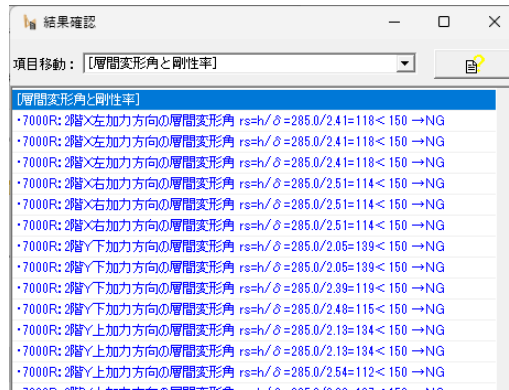 結果確認
項目移動： [層間変形角と剛性率]
[層間変形角と剛性率]
・7000R：2階X左加力方向の層間変形角 rs=h/δ=285.0/2.41=118＜ 150 →NG
・7000R：2階X左加力方向の層間変形角 rs=h/δ=285.0/2.41=118＜ 150 →NG
・7000R：2階X左加力方向の層間変形角 rs=h/δ=285.0/2.41=118＜ 150 →NG
・7000R：2階X右加力方向の層間変形角 rs=h/δ=285.0/2.51=114＜ 150 →NG
・7000R：2階X右加力方向の層間変形角 rs=h/δ=285.0/2.51=114＜ 150 →NG
・7000R：2階X右加力方向の層間変形角 rs=h/δ=285.0/2.51=114＜ 150 →NG
・7000R：2階Y下加力方向の層間変形角 rs=h/δ=285.0/2.05=139＜ 150 →NG
・7000R：2階Y下加力方向の層間変形角 rs=h/δ=285.0/2.05=139＜ 150 →NG
・7000R：2階Y下加力方向の層間変形角 rs=h/δ=285.0/2.39=119＜ 150 →NG
・7000R：2階Y下加力方向の層間変形角 rs=h/δ=285.0/2.48=115＜ 150 →NG
・7000R：2階Y上加力方向の層間変形角 rs=h/δ=285.0/2.13=134＜ 150 →NG
・7000R：2階Y上加力方向の層間変形角 rs=h/δ=285.0/2.13=134＜ 150 →NG
・7000R：2階Y上加力方向の層間変形角 rs=h/δ=285.0/2.54=112＜ 150 →NG